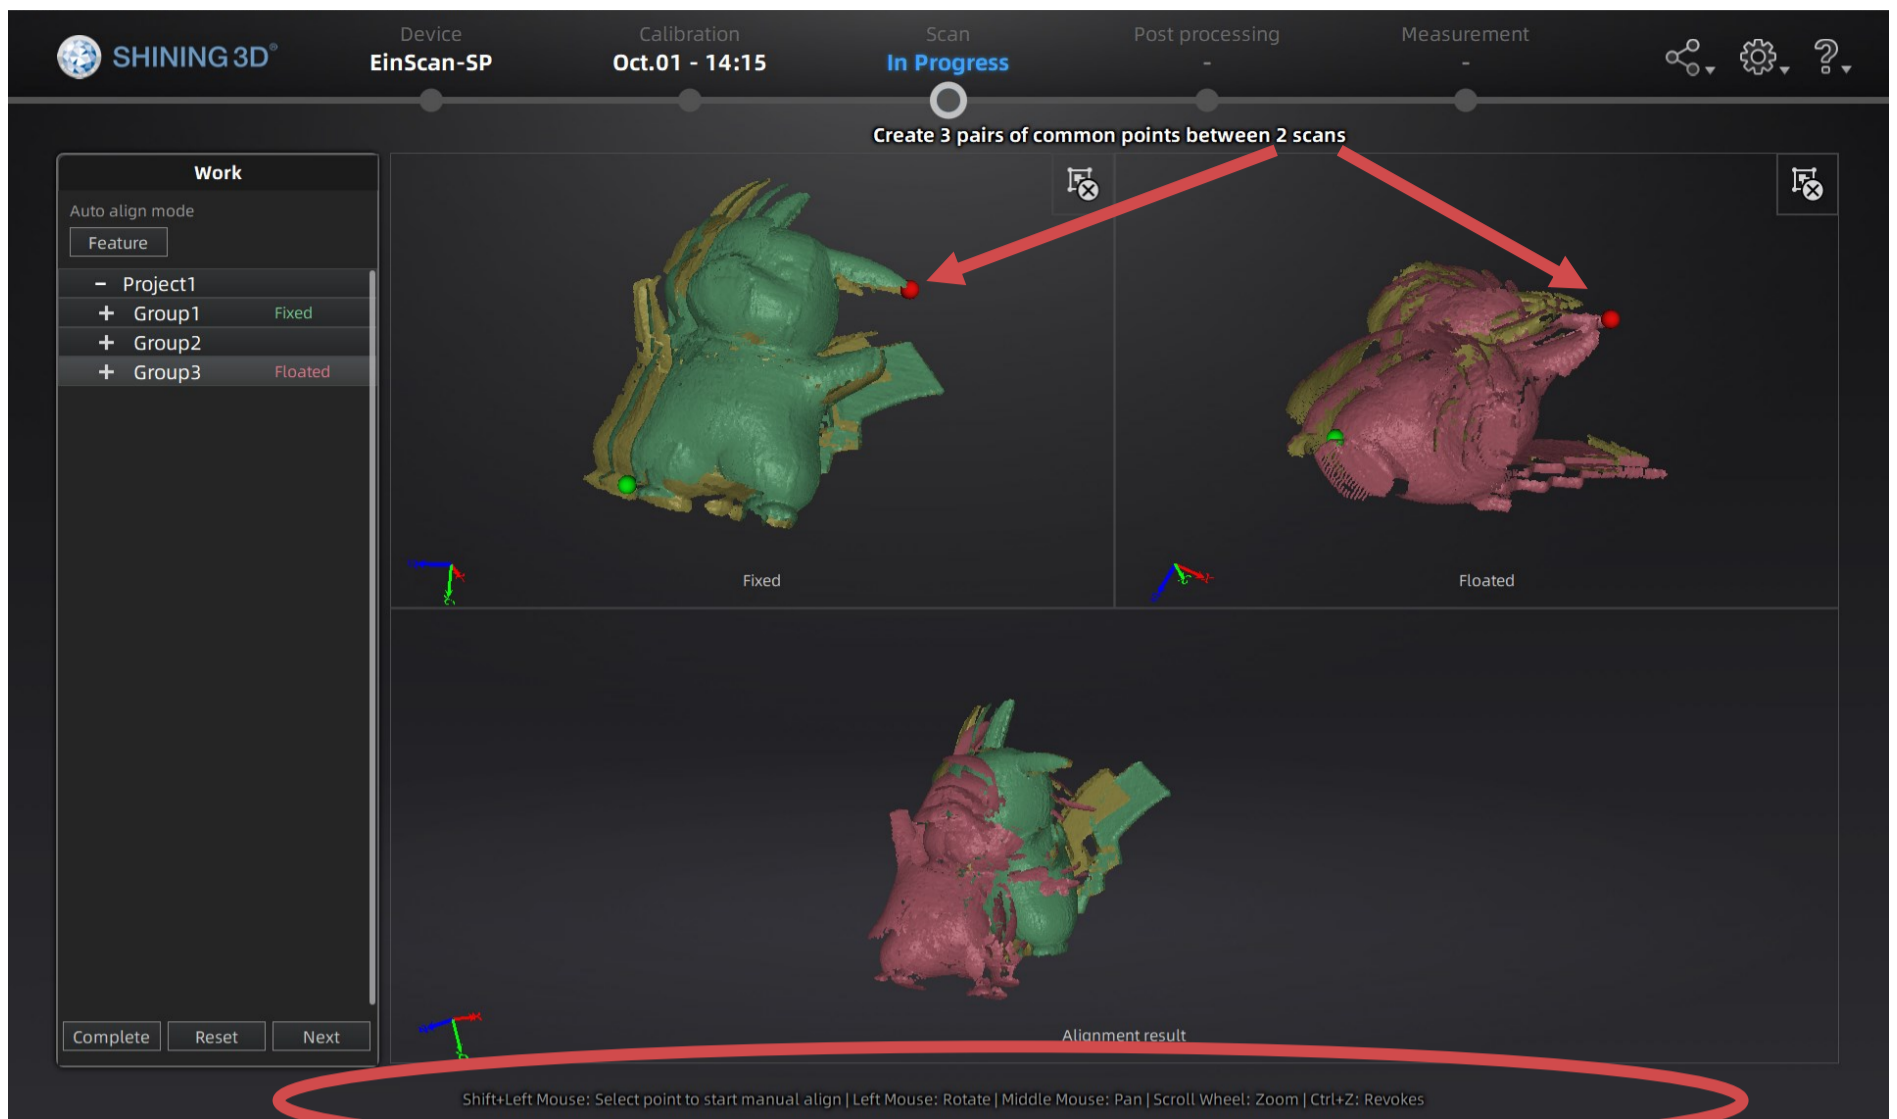 SHINING 3D®
Device
EinScan-SP
Calibration
Oct.01 - 14:15
Scan
In Progress
Post processing
-
Measurement
-
Create 3 pairs of common points between 2 scans
Work
Auto align mode
Feature
- Project1
+ Group1 Fixed
+ Group2
+ Group3 Floated
Complete Reset Next
Fixed
Floated
Alignment result
Shift+Left Mouse: Select point to start manual align | Left Mouse: Rotate | Middle Mouse: Pan | Scroll Wheel: Zoom | Ctrl+Z: Revokes